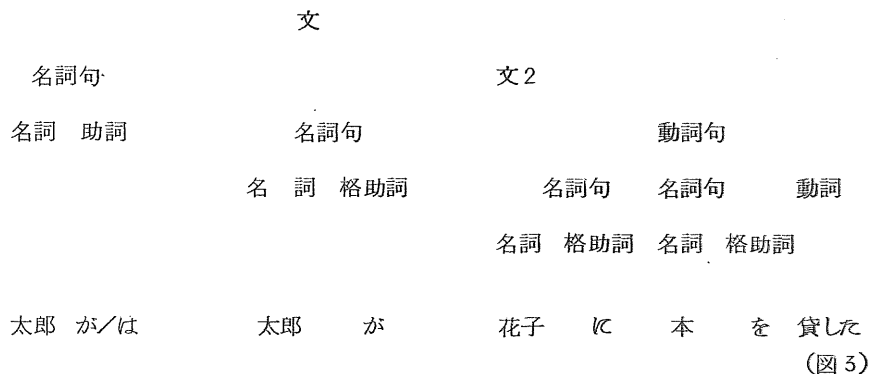 文
名詞句 文2
名詞 助詞 名詞句 動詞句
名 詞 格助詞 名詞句 名詞句 動詞
名詞 格助詞 名詞 格助詞
太郎 が/は 太郎 が 花子 に 本 を 貸した
(図3)